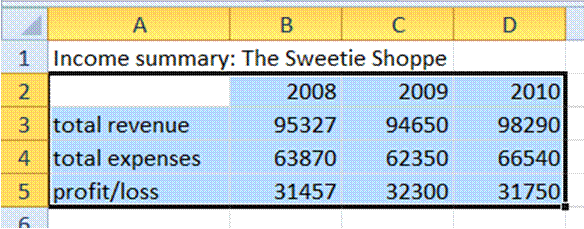 A B C D
1 Income summary: The Sweetie Shoppe
2 2008 2009 2010
3 total revenue 95327 94650 98290
4 total expenses 63870 62350 66540
5 profit/loss 31457 32300 31750
6